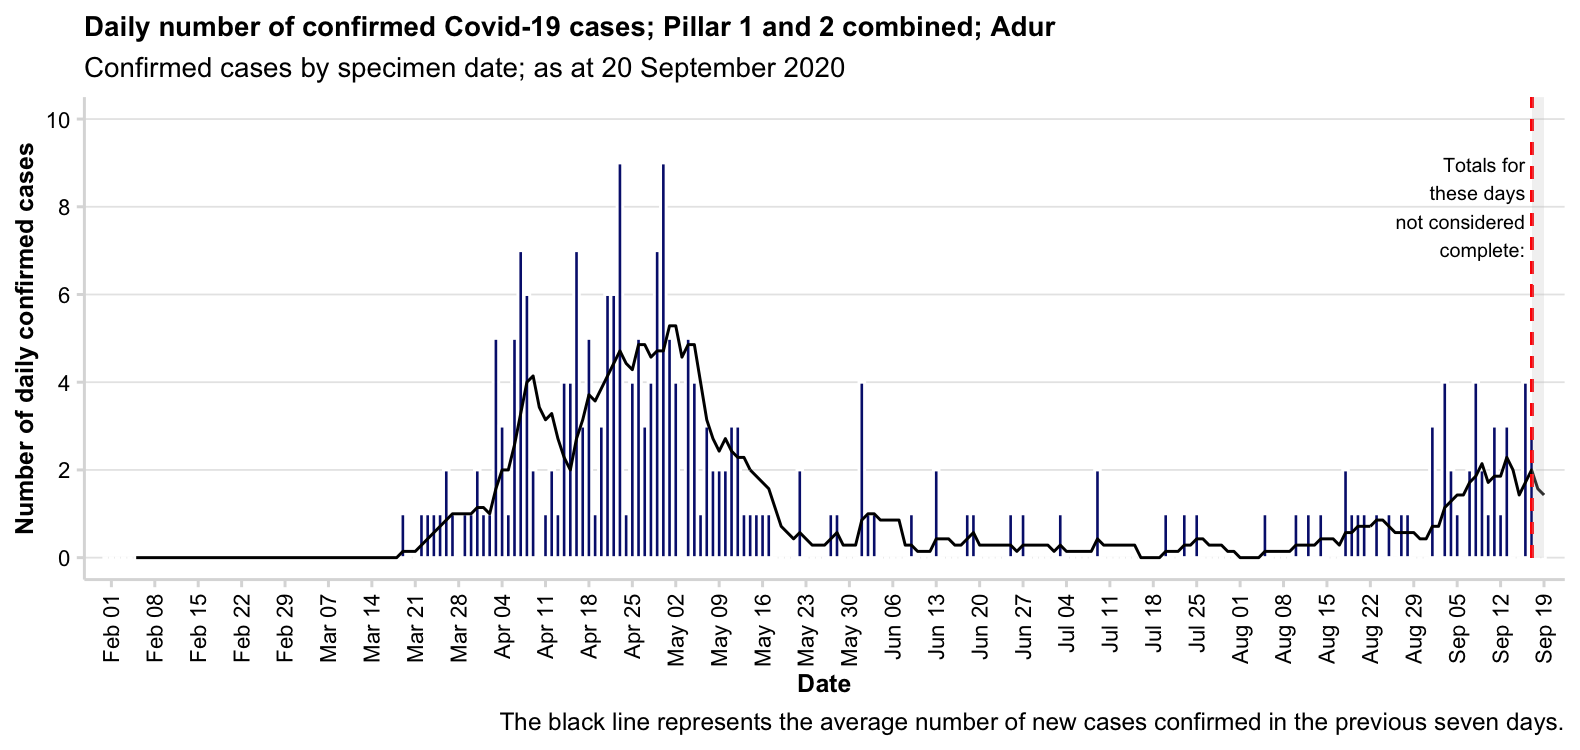 Daily number of confirmed Covid-19 cases; Pillar 1 and 2 combined; Adur
Confirmed cases by specimen date; as at 20 September 2020
Number of daily confirmed cases
10
8
6
4
2
0
Totals for
these days
not considered
complete:
Feb 01
Feb 08
Feb 15
Feb 22
Feb 29
Mar 07
Mar 14
Mar 21
Mar 28
Apr 04
Apr 11
Apr 18
Apr 25
May 02
May 09
May 16
May 23
May 30
Jun 06
Jun 13
Jun 20
Jun 27
Jul 04
Jul 11
Jul 18
Jul 25
Aug 01
Aug 08
Aug 15
Aug 22
Aug 29
Sep 05
Sep 12
Sep 19
Date
The black line represents the average number of new cases confirmed in the previous seven days.